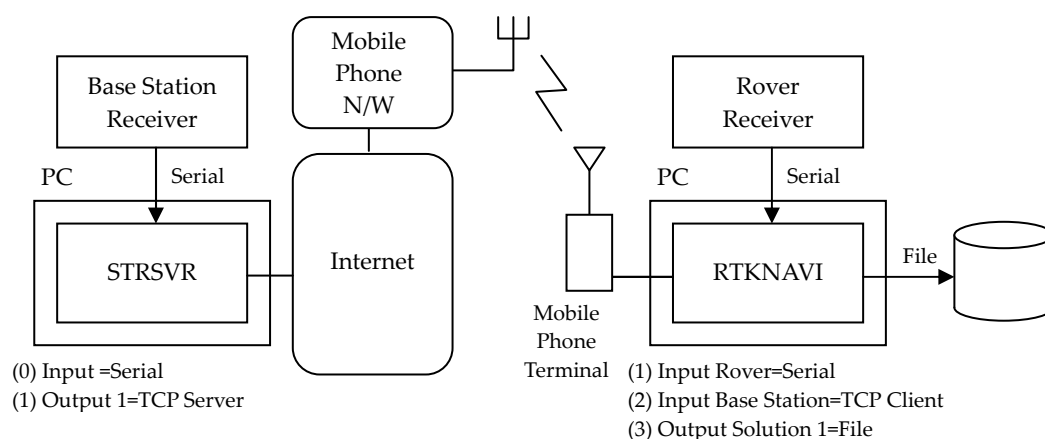 Base Station
Receiver
PC
Serial
STRSVR
(0) Input =Serial
(1) Output 1=TCP Server
Mobile
Phone
N/W
Internet
Mobile
Phone
Terminal
Rover
Receiver
PC
Serial
RTKNAVI
File
(1) Input Rover=Serial
(2) Input Base Station=TCP Client
(3) Output Solution 1=File